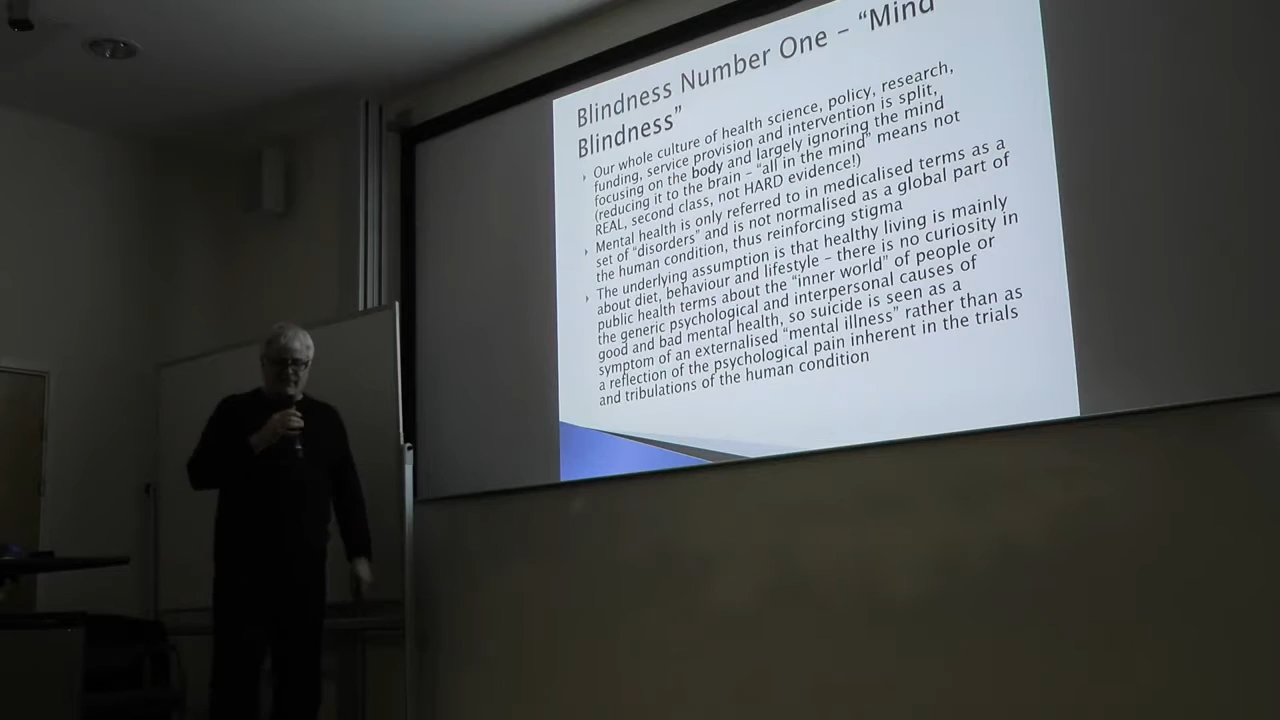 Blindness Number One – “Mind
Blindness”
Our whole culture of health science, policy, research,
funding, service provision and intervention is split,
focusing on the body and largely ignoring the mind
(reducing it to the brain – “all in the mind” means not
REAL, second class, not HARD evidence!)
Mental health is only referred to in medicalised terms as a
set of “disorders” and is not normalised as a global part of
the human condition, thus reinforcing stigma
The underlying assumption is that healthy living is mainly
about diet, behaviour and lifestyle – there is no curiosity in
public health terms about the “inner world” of people or
the generic psychological and interpersonal causes of
good and bad mental health, so suicide is seen as a
symptom of an externalised “mental illness” rather than as
a reflection of the psychological pain inherent in the trials
and tribulations of the human condition